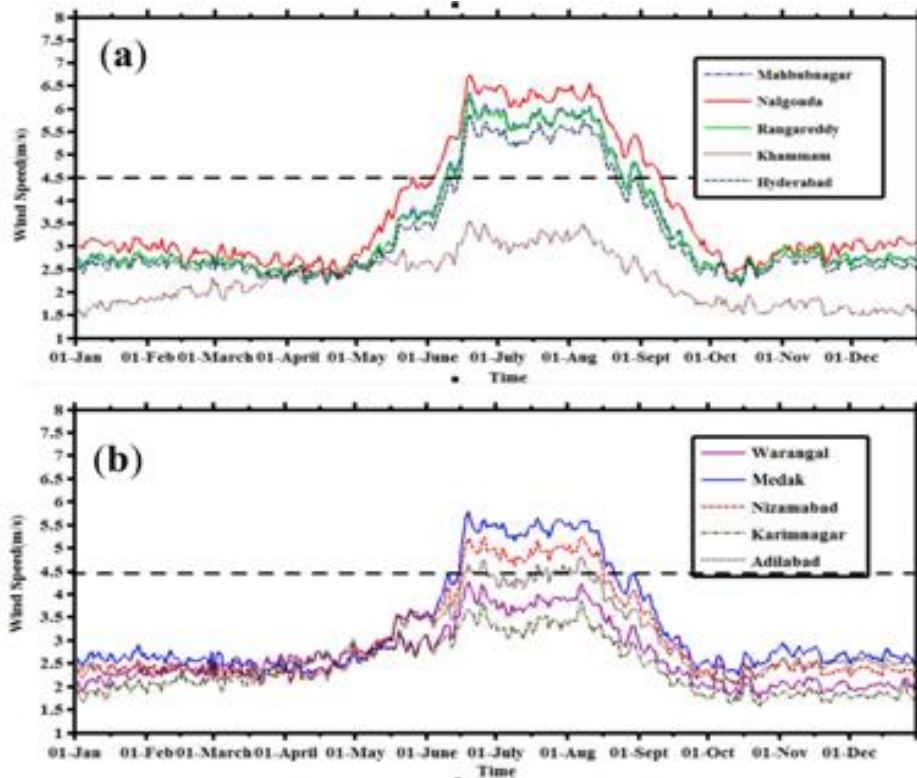 8
7.5
7
6.5
6
5.5
5
4.5
4
3.5
3
2.5
2
1.5
1
Wind Speed(m/s)
(a)
Mahbubnagar
Nalgonda
Rangareddy
Khammam
Hyderabad
01-Jan 01-Feb 01-March 01-April 01-May 01-June 01-July 01-Aug 01-Sept 01-Oct 01-Nov 01-Dec
Time
8
7.5
7
6.5
6
5.5
5
4.5
4
3.5
3
2.5
2
1.5
1
Wind Speed(m/s)
(b)
Warangal
Medak
Nizamabad
Karimnagar
Adilabad
01-Jan 01-Feb 01-March 01-April 01-May 01-June 01-July 01-Aug 01-Sept 01-Oct 01-Nov 01-Dec
Time